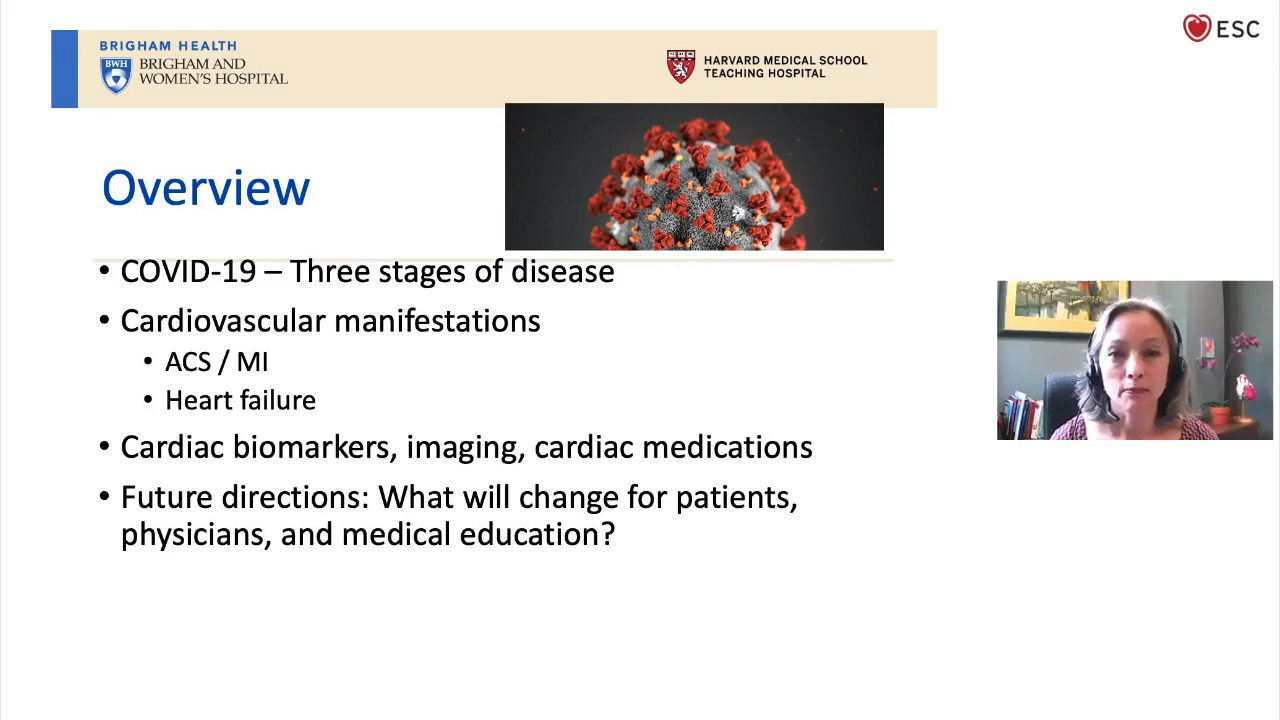 ESC
BRIGHAM HEALTH
BWH
BRIGHAM AND
WOMEN'S HOSPITAL
HARVARD MEDICAL SCHOOL
TEACHING HOSPITAL
Overview
• COVID-19 – Three stages of disease
• Cardiovascular manifestations
• ACS / MI
• Heart failure
• Cardiac biomarkers, imaging, cardiac medications
• Future directions: What will change for patients,
physicians, and medical education?